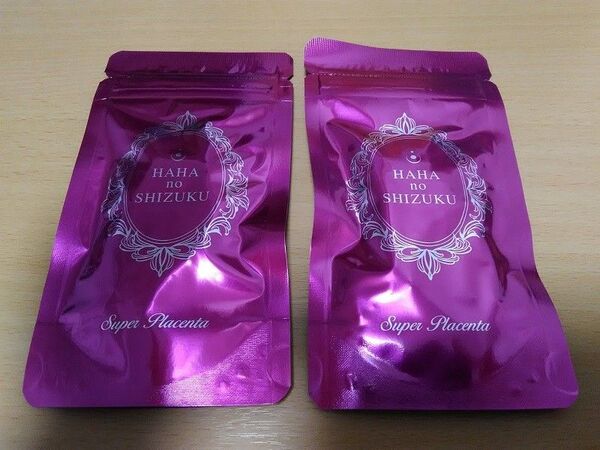 HAHA
no
SHIZUKU
Super Placenta
HAHA
no
SHIZUKU
Super Placenta